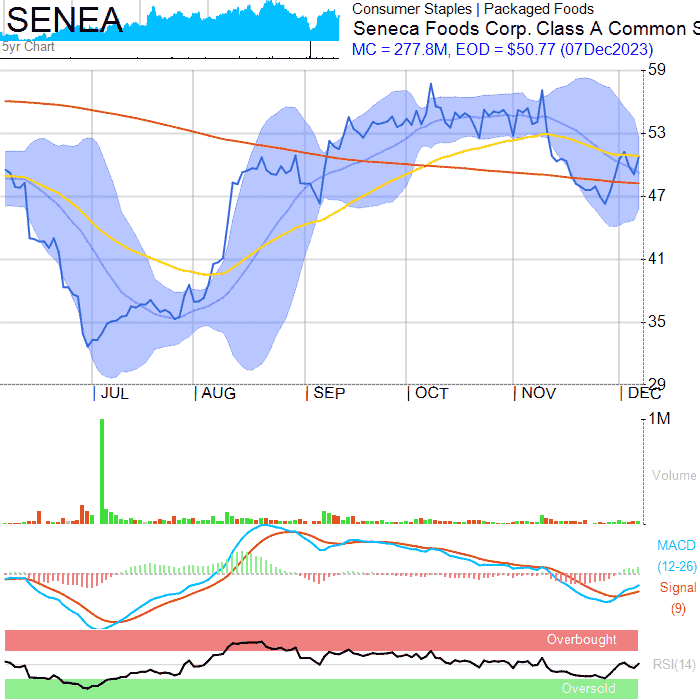 SENEA
5yr Chart
Consumer Staples | Packaged Foods
Seneca Foods Corp. Class A Common S
MC = 277.8M, EOD = $50.77 (07Dec2023)
59
53
47
41
35
29
JUL AUG SEP OCT NOV DEC
1M
Volume
MACD
(12-26)
Signal
(9)
Overbought
RSI(14)
Oversold